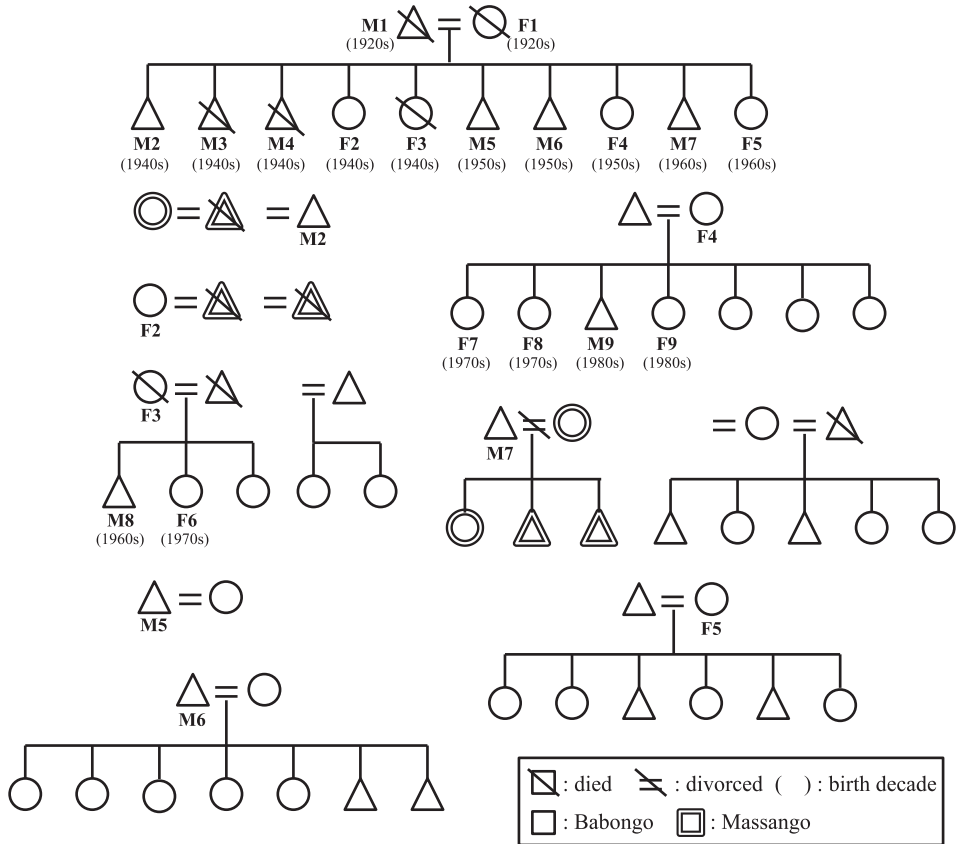 M1 F1
(1920s) (1920s)
M2 M3 M4 F2 F3 M5 M6 F4 M7 F5
(1940s) (1940s) (1940s) (1940s) (1940s) (1950s) (1950s) (1950s) (1960s) (1960s)
M2
F4
F2
F7 F8 M9 F9
(1970s) (1970s) (1980s) (1980s)
F3
M7
M8 F6
(1960s) (1970s)
M5
F5
M6
: died : divorced ( ) : birth decade
: Babongo : Massango